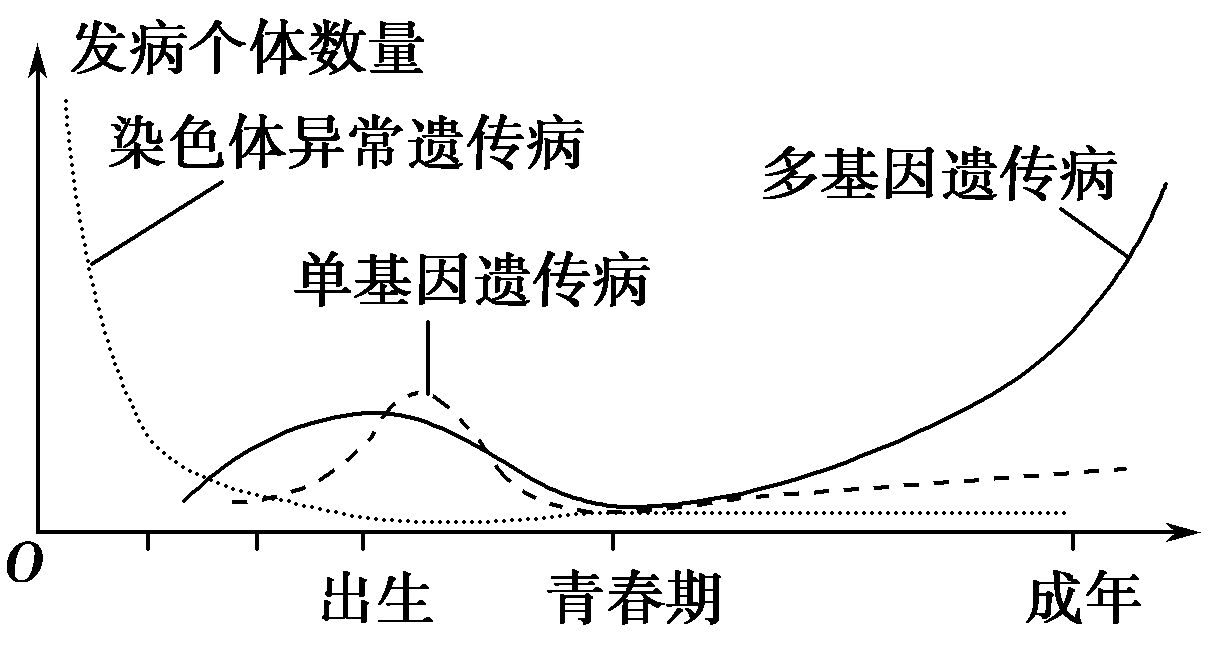 发病个体数量
染色体异常遗传病
多基因遗传病
单基因遗传病
O
出生
青春期
成年